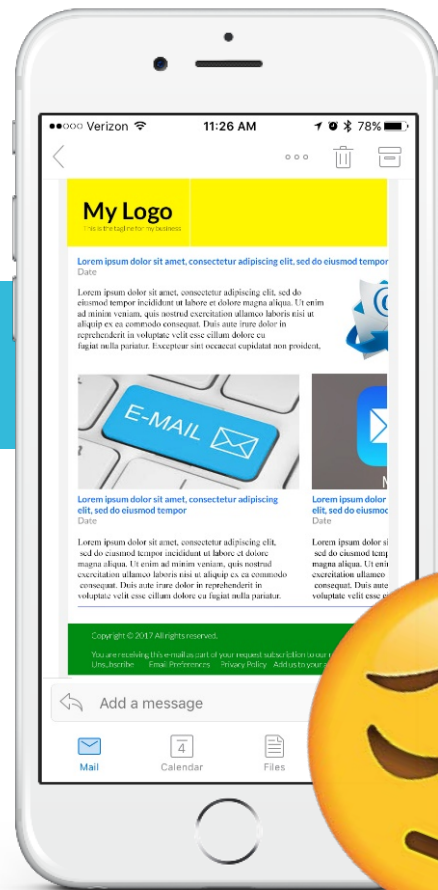 Verizon 11:26 AM 78%
My Logo
This is the tagline for my business
Lorem ipsum dolor sit amet, consectetur adipiscing elit, sed do eiusmod tempor
Date
Lorem ipsum dolor sit amet, consectetur adipiscing elit, sed do
eiusmod tempor incididunt ut labore et dolore magna aliqua. Ut enim
ad minim veniam, quis nostrud exercitation ullamco laboris nisi ut
aliquip ex ea commodo consequat. Duis aute irure dolor in
reprehenderit in voluptate velit esse cillum dolore eu
fugiat nulla pariatur. Excepteur sint occaecat cupidatat non proident,
@
E-MAIL
M
Lorem ipsum dolor sit amet, consectetur adipiscing
elit, sed do eiusmod tempor
Date
Lorem ipsum dolor sit amet, consectetur adipiscing elit,
sed do eiusmod tempor incididunt ut labore et dolore
magna aliqua. Ut enim ad minim veniam, quis nostrud
exercitation ullamco laboris nisi ut aliquip ex ea commodo
consequat. Duis aute irure dolor in reprehenderit in
voluptate velit esse cillum dolore eu fugiat nulla pariatur.
Lorem ipsum dolor
elit, sed do eiusmod
Date
Lorem ipsum dolor
sed do eiusmod
magna aliqua. Ut
exercitation ullamco
consequat. Duis aute
voluptate velit esse
Copyright © 2017 All rights reserved.
You are receiving this e-mail as part of your request subscription to our
Unsubscribe Email Preferences Privacy Policy Add us to your
Add a message
4
Mail Calendar Files